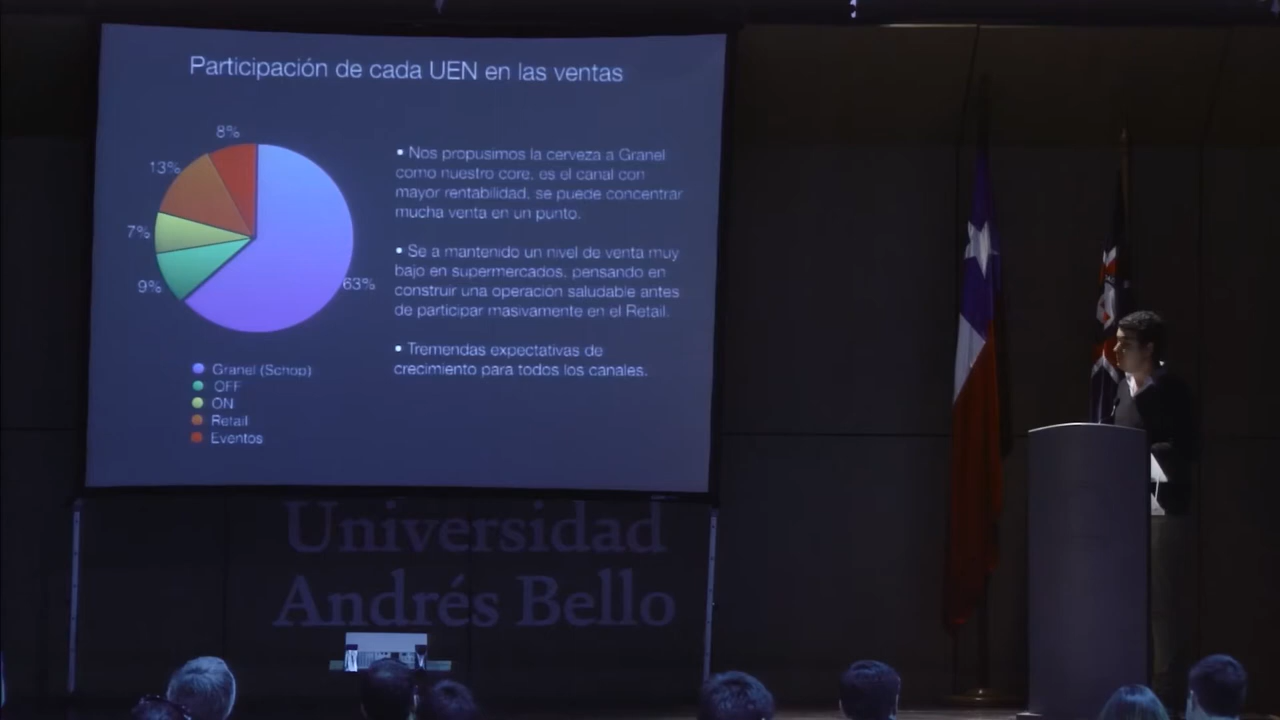 Participación de cada UEN en las ventas
8%
13%
7%
9%
63%
• Nos propusimos la cerveza a Granel
como nuestro core, es el canal con
mayor rentabilidad, se puede concentrar
mucha venta en un punto.
• Se a mantenido un nivel de venta muy
bajo en supermercados, pensando en
construir una operación saludable antes
de participar masivamente en el Retail.
• Tremendas expectativas de
crecimiento para todos los canales.
Granel (Schop)
OFF
ON
Retail
Eventos
Universidad
Andrés Bello